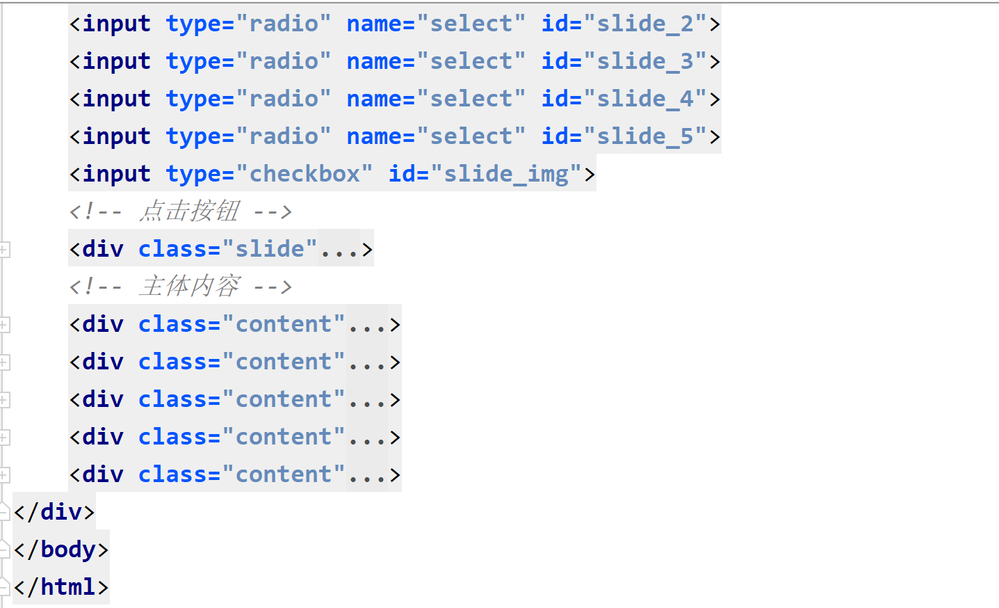 <input type="radio" name="select" id="slide_2">
<input type="radio" name="select" id="slide_3">
<input type="radio" name="select" id="slide_4">
<input type="radio" name="select" id="slide_5">
<input type="checkbox" id="slide_img">
<!-- 点击按钮 -->
<div class="slide"...>
<!-- 主体内容 -->
<div class="content"...>
<div class="content"...>
<div class="content"...>
<div class="content"...>
<div class="content"...>
</div>
</body>
</html>